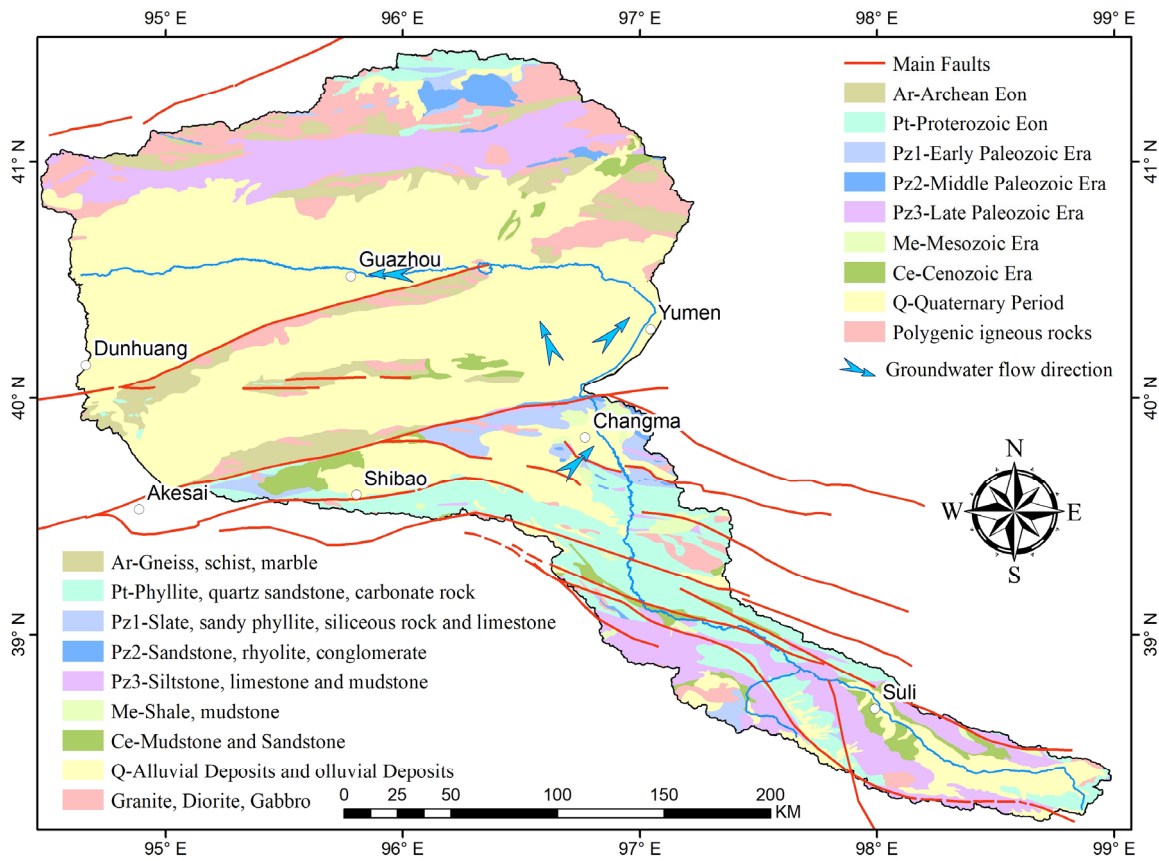 95° E 96° E 97° E 98° E 99° E
41° N
40° N
39° N
41° N
40° N
39° N
Main Faults
Ar-Archean Eon
Pt-Proterozoic Eon
Pz1-Early Paleozoic Era
Pz2-Middle Paleozoic Era
Pz3-Late Paleozoic Era
Me-Mesozoic Era
Ce-Cenozoic Era
Q-Quaternary Period
Polygenic igneous rocks
Groundwater flow direction
Guazhou
Yumen
Dunhuang
Changma
Shibao
Akesai
Suli
N
W E
S
Ar-Gneiss, schist, marble
Pt-Phyllite, quartz sandstone, carbonate rock
Pz1-Slate, sandy phyllite, siliceous rock and limestone
Pz2-Sandstone, rhyolite, conglomerate
Pz3-Siltstone, limestone and mudstone
Me-Shale, mudstone
Ce-Mudstone and Sandstone
Q-Alluvial Deposits and olluvial Deposits
Granite, Diorite, Gabbro
0 25 50 100 150 200
KM
95° E 96° E 97° E 98° E 99° E